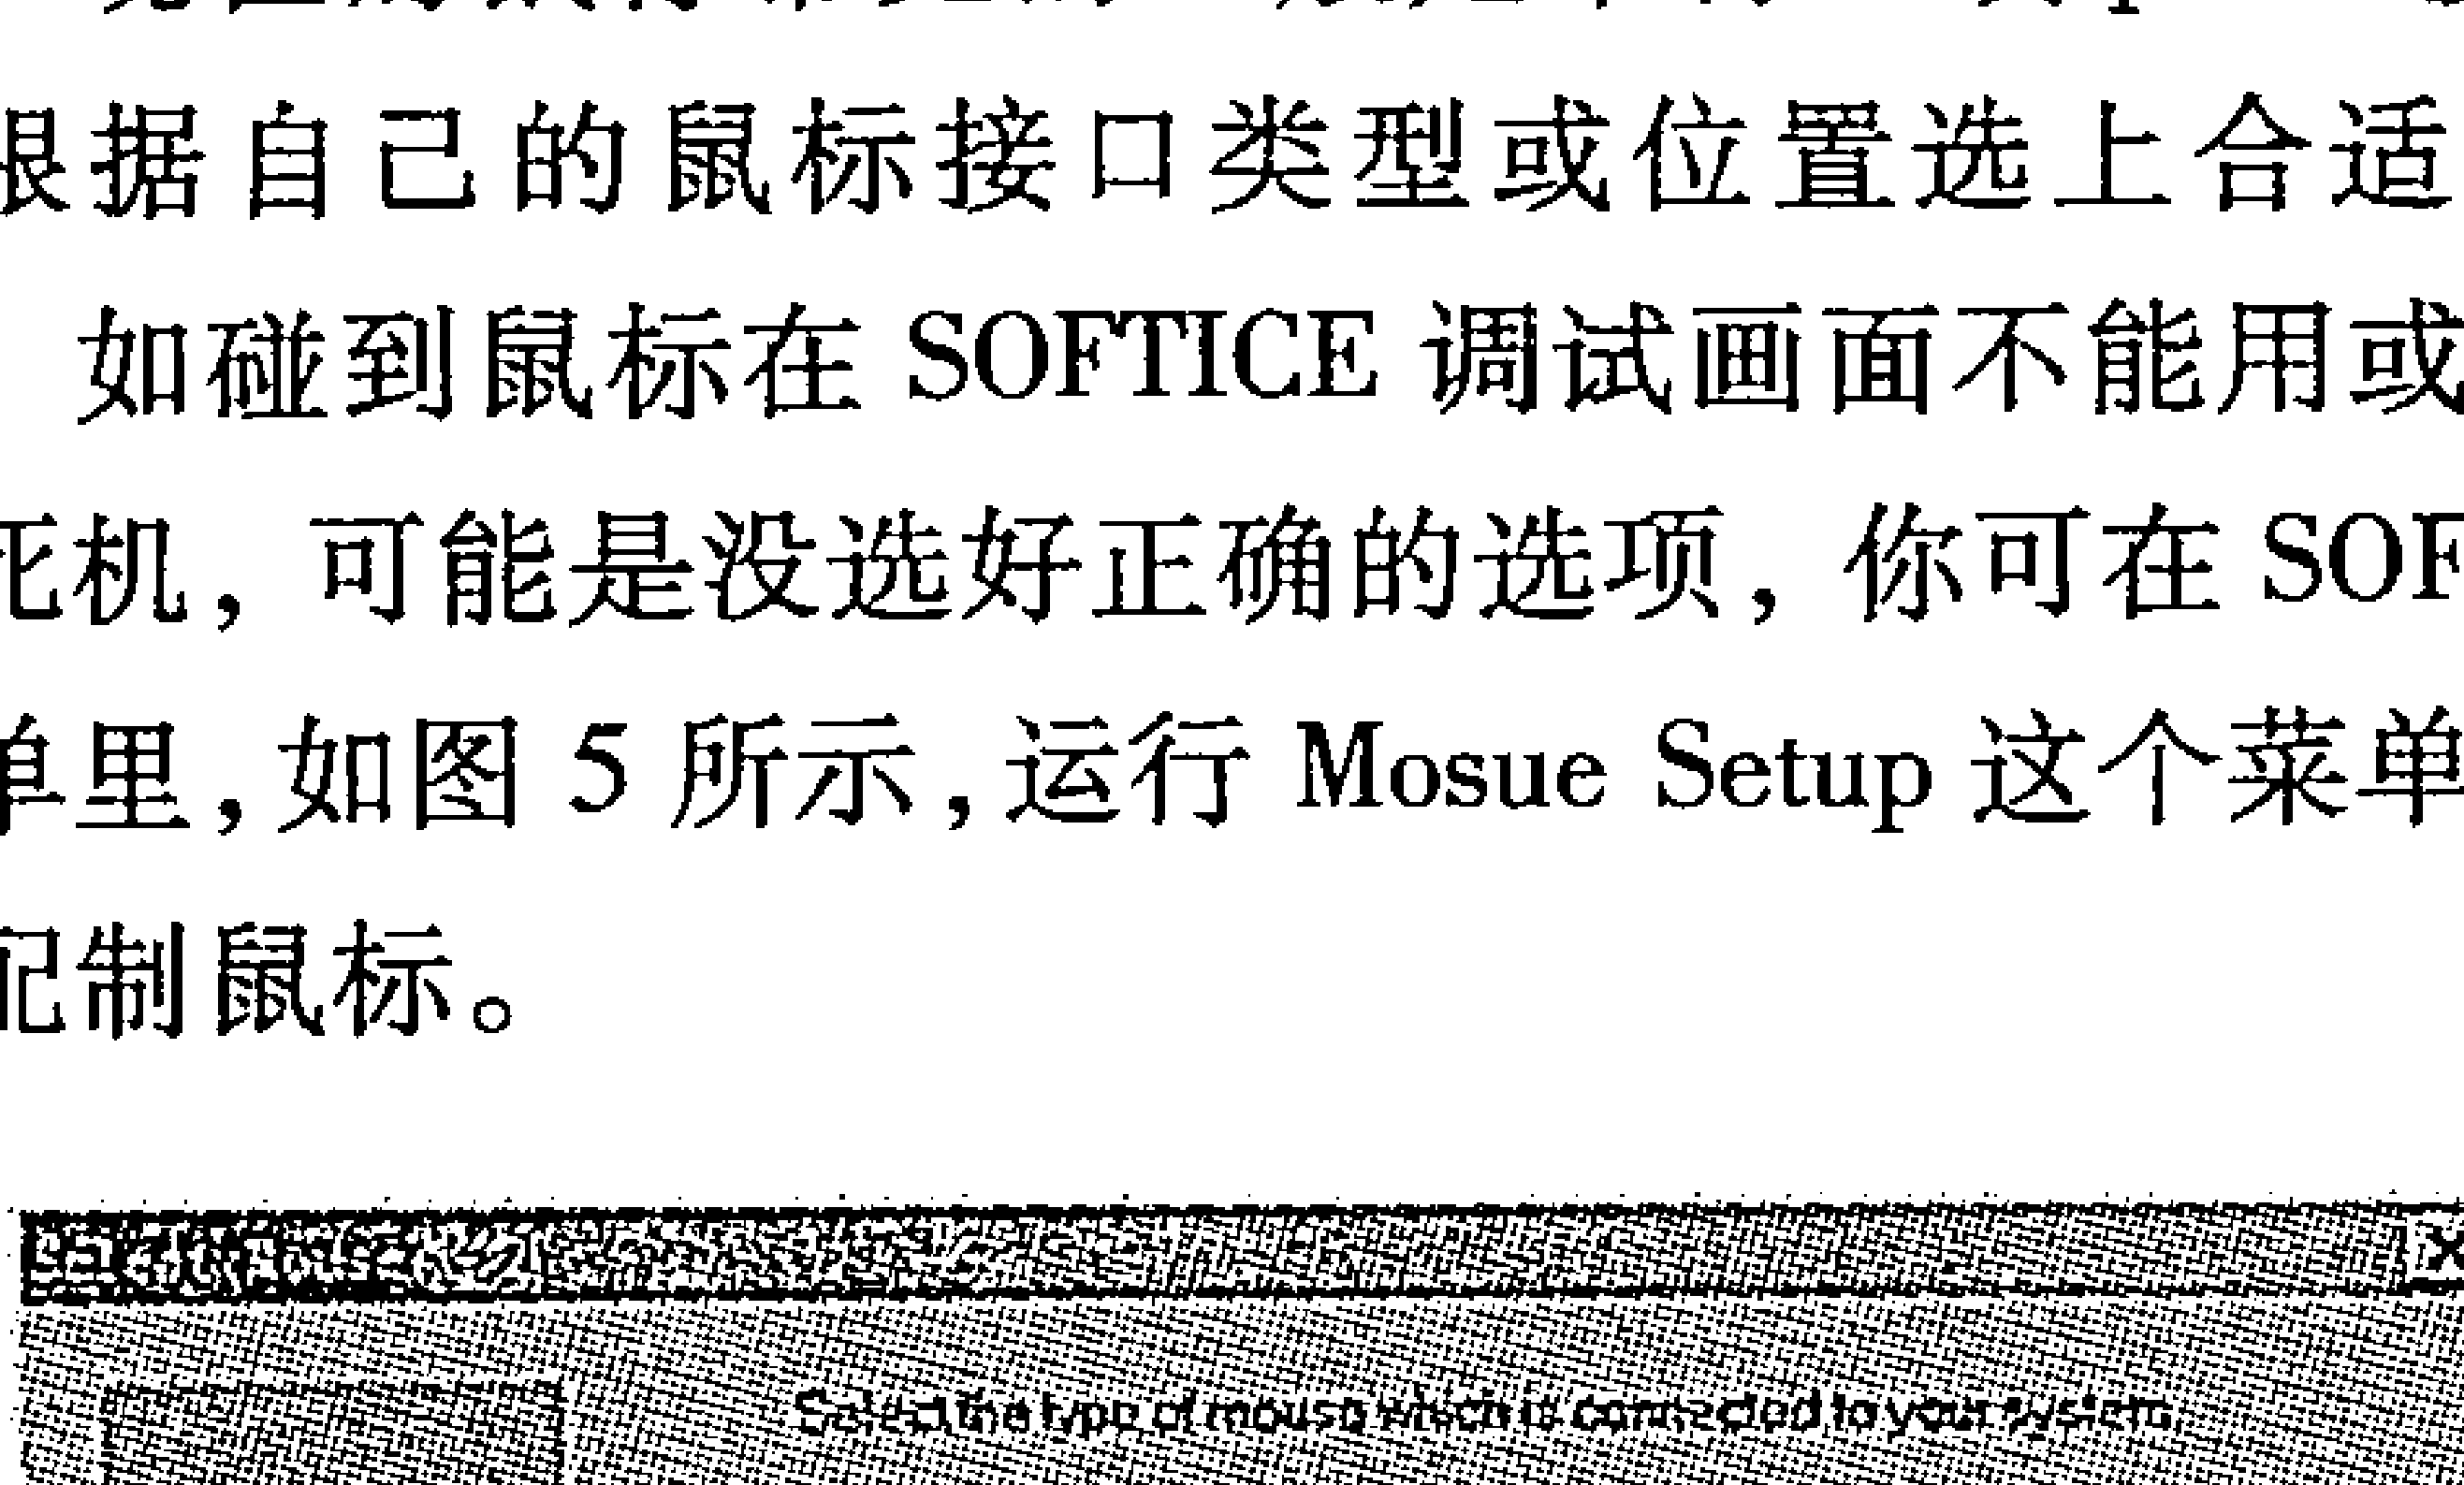 根据自己的鼠标接口类型或位置选上合适
如碰到鼠标在 SOFTICE 调试画面不能用或
死机，可能是没选好正确的选项，你可在 SOF
单里，如图 5 所示，运行 Mosue Setup 这个菜单
配制鼠标。
Select the type of mouse which is connected to your system.